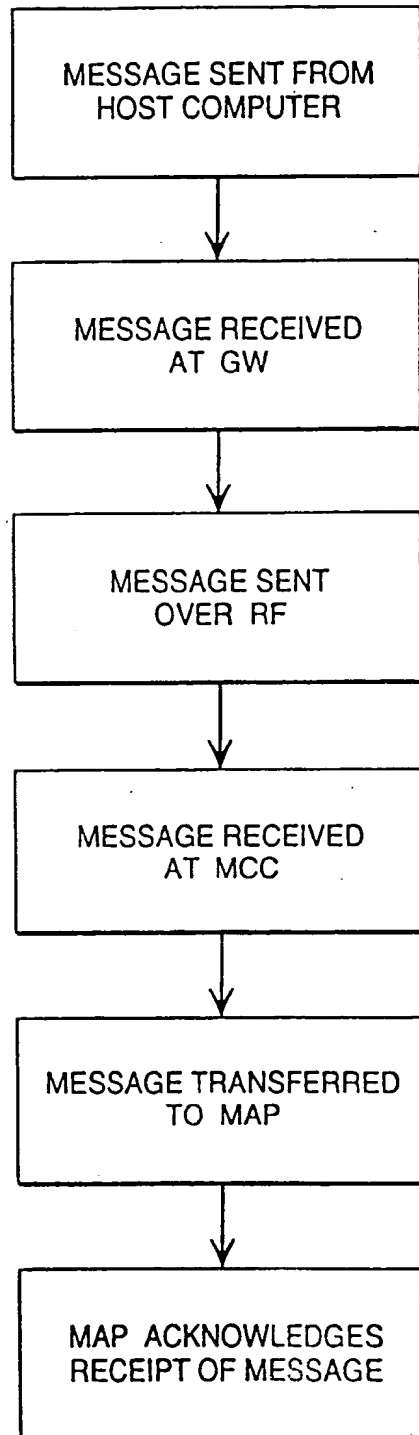 MESSAGE SENT FROM
HOST COMPUTER
MESSAGE RECEIVED
AT GW
MESSAGE SENT
OVER RF
MESSAGE RECEIVED
AT MCC
MESSAGE TRANSFERRED
TO MAP
MAP ACKNOWLEDGES
RECEIPT OF MESSAGE